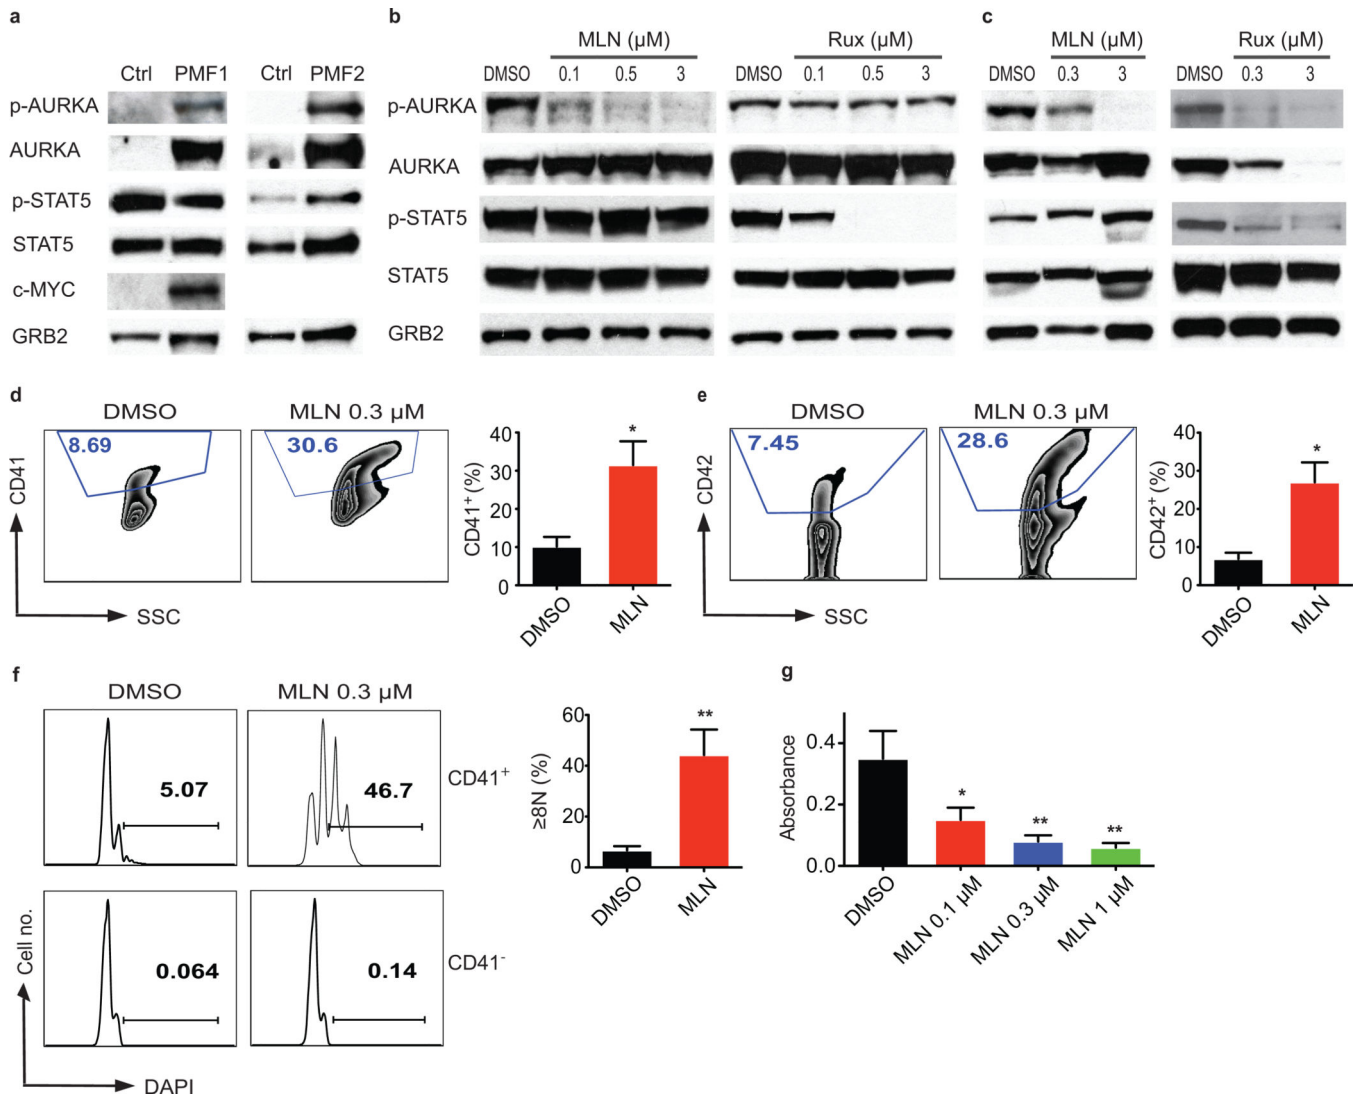 a
Ctrl PMF1 Ctrl PMF2
p-AURKA
AURKA
p-STAT5
STAT5
c-MYC
GRB2
b
MLN (µM) Rux (µM)
DMSO 0.1 0.5 3 DMSO 0.1 0.5 3
p-AURKA
AURKA
p-STAT5
STAT5
GRB2
c
MLN (µM) Rux (µM)
DMSO 0.3 3 DMSO 0.3 3
d
DMSO MLN 0.3 µM
8.69 30.6
CD41
SSC
CD41⁺ (%)
40
30
20
10
0
*
DMSO MLN
e
DMSO MLN 0.3 µM
7.45 28.6
CD42
SSC
CD42⁺ (%)
40
30
20
10
0
*
DMSO MLN
f
DMSO MLN 0.3 µM
5.07 46.7 CD41⁺
0.064 0.14 CD41⁻
Cell no.
DAPI
≥8N (%)
60
40
20
0
**
DMSO MLN
g
Absorbance
0.4
0.2
0.0
* ** **
DMSO MLN 0.1 µM MLN 0.3 µM MLN 1 µM